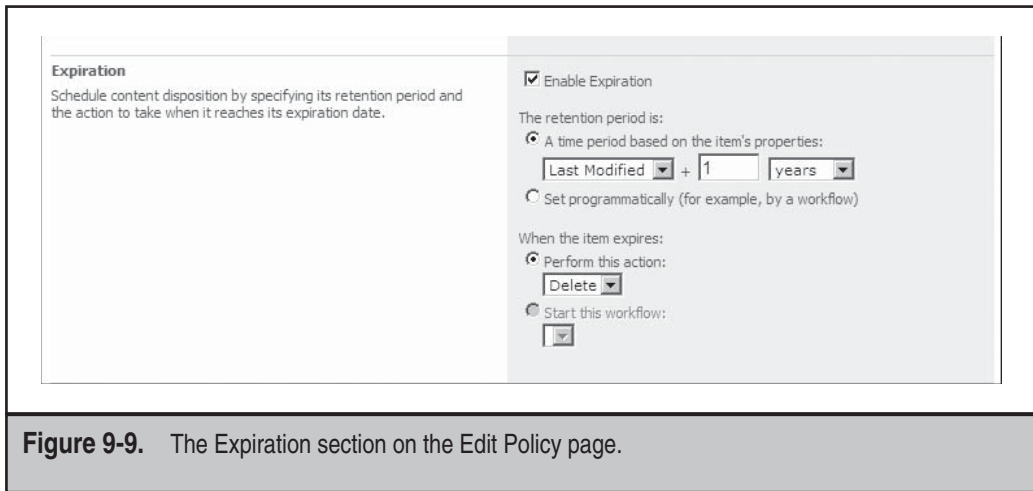 Expiration
Schedule content disposition by specifying its retention period and
the action to take when it reaches its expiration date.
Enable Expiration
The retention period is:
A time period based on the item's properties:
Last Modified + 1 years
Set programmatically (for example, by a workflow)
When the item expires:
Perform this action:
Delete
Start this workflow:
Figure 9-9. The Expiration section on the Edit Policy page.